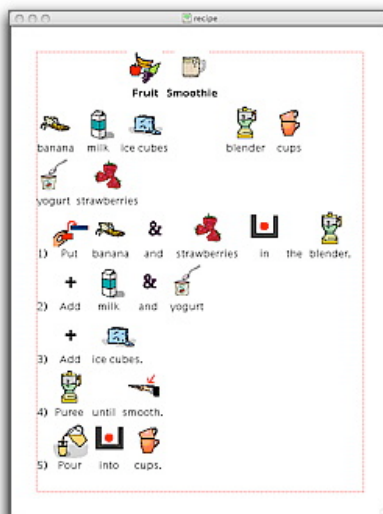 recipe
Fruit Smoothie
banana milk ice cubes blender cups
yogurt strawberries
&
1) Put banana and strawberries in the blender.
+ &
2) Add milk and yogurt
+
3) Add ice cubes.
4) Puree until smooth.
5) Pour into cups.